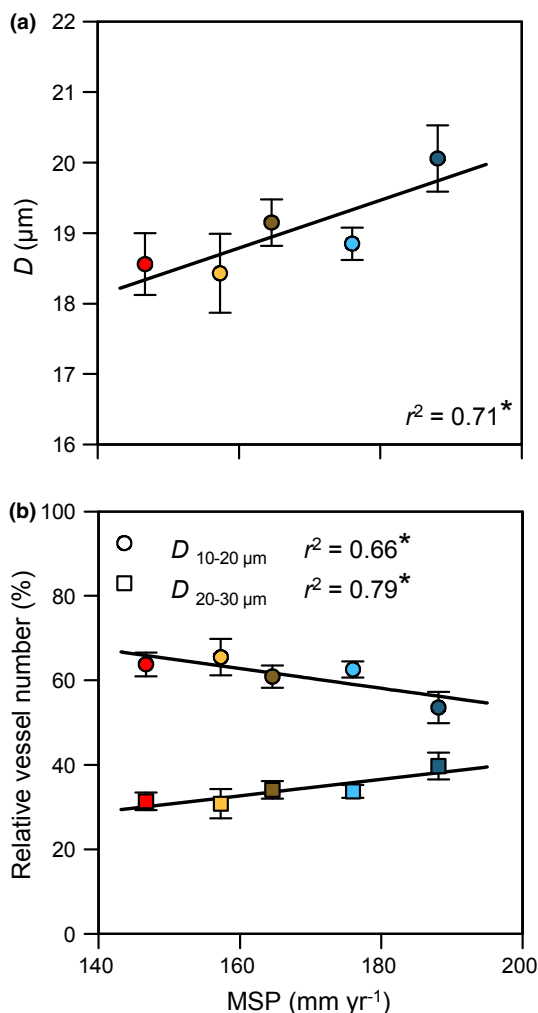 (a)
22
21
20
19
18
17
16
D (µm)
r² = 0.71*
(b)
100
80
60
40
20
0
Relative vessel number (%)
D 10-20 µm r² = 0.66*
D 20-30 µm r² = 0.79*
140 160 180 200
MSP (mm yr⁻¹)